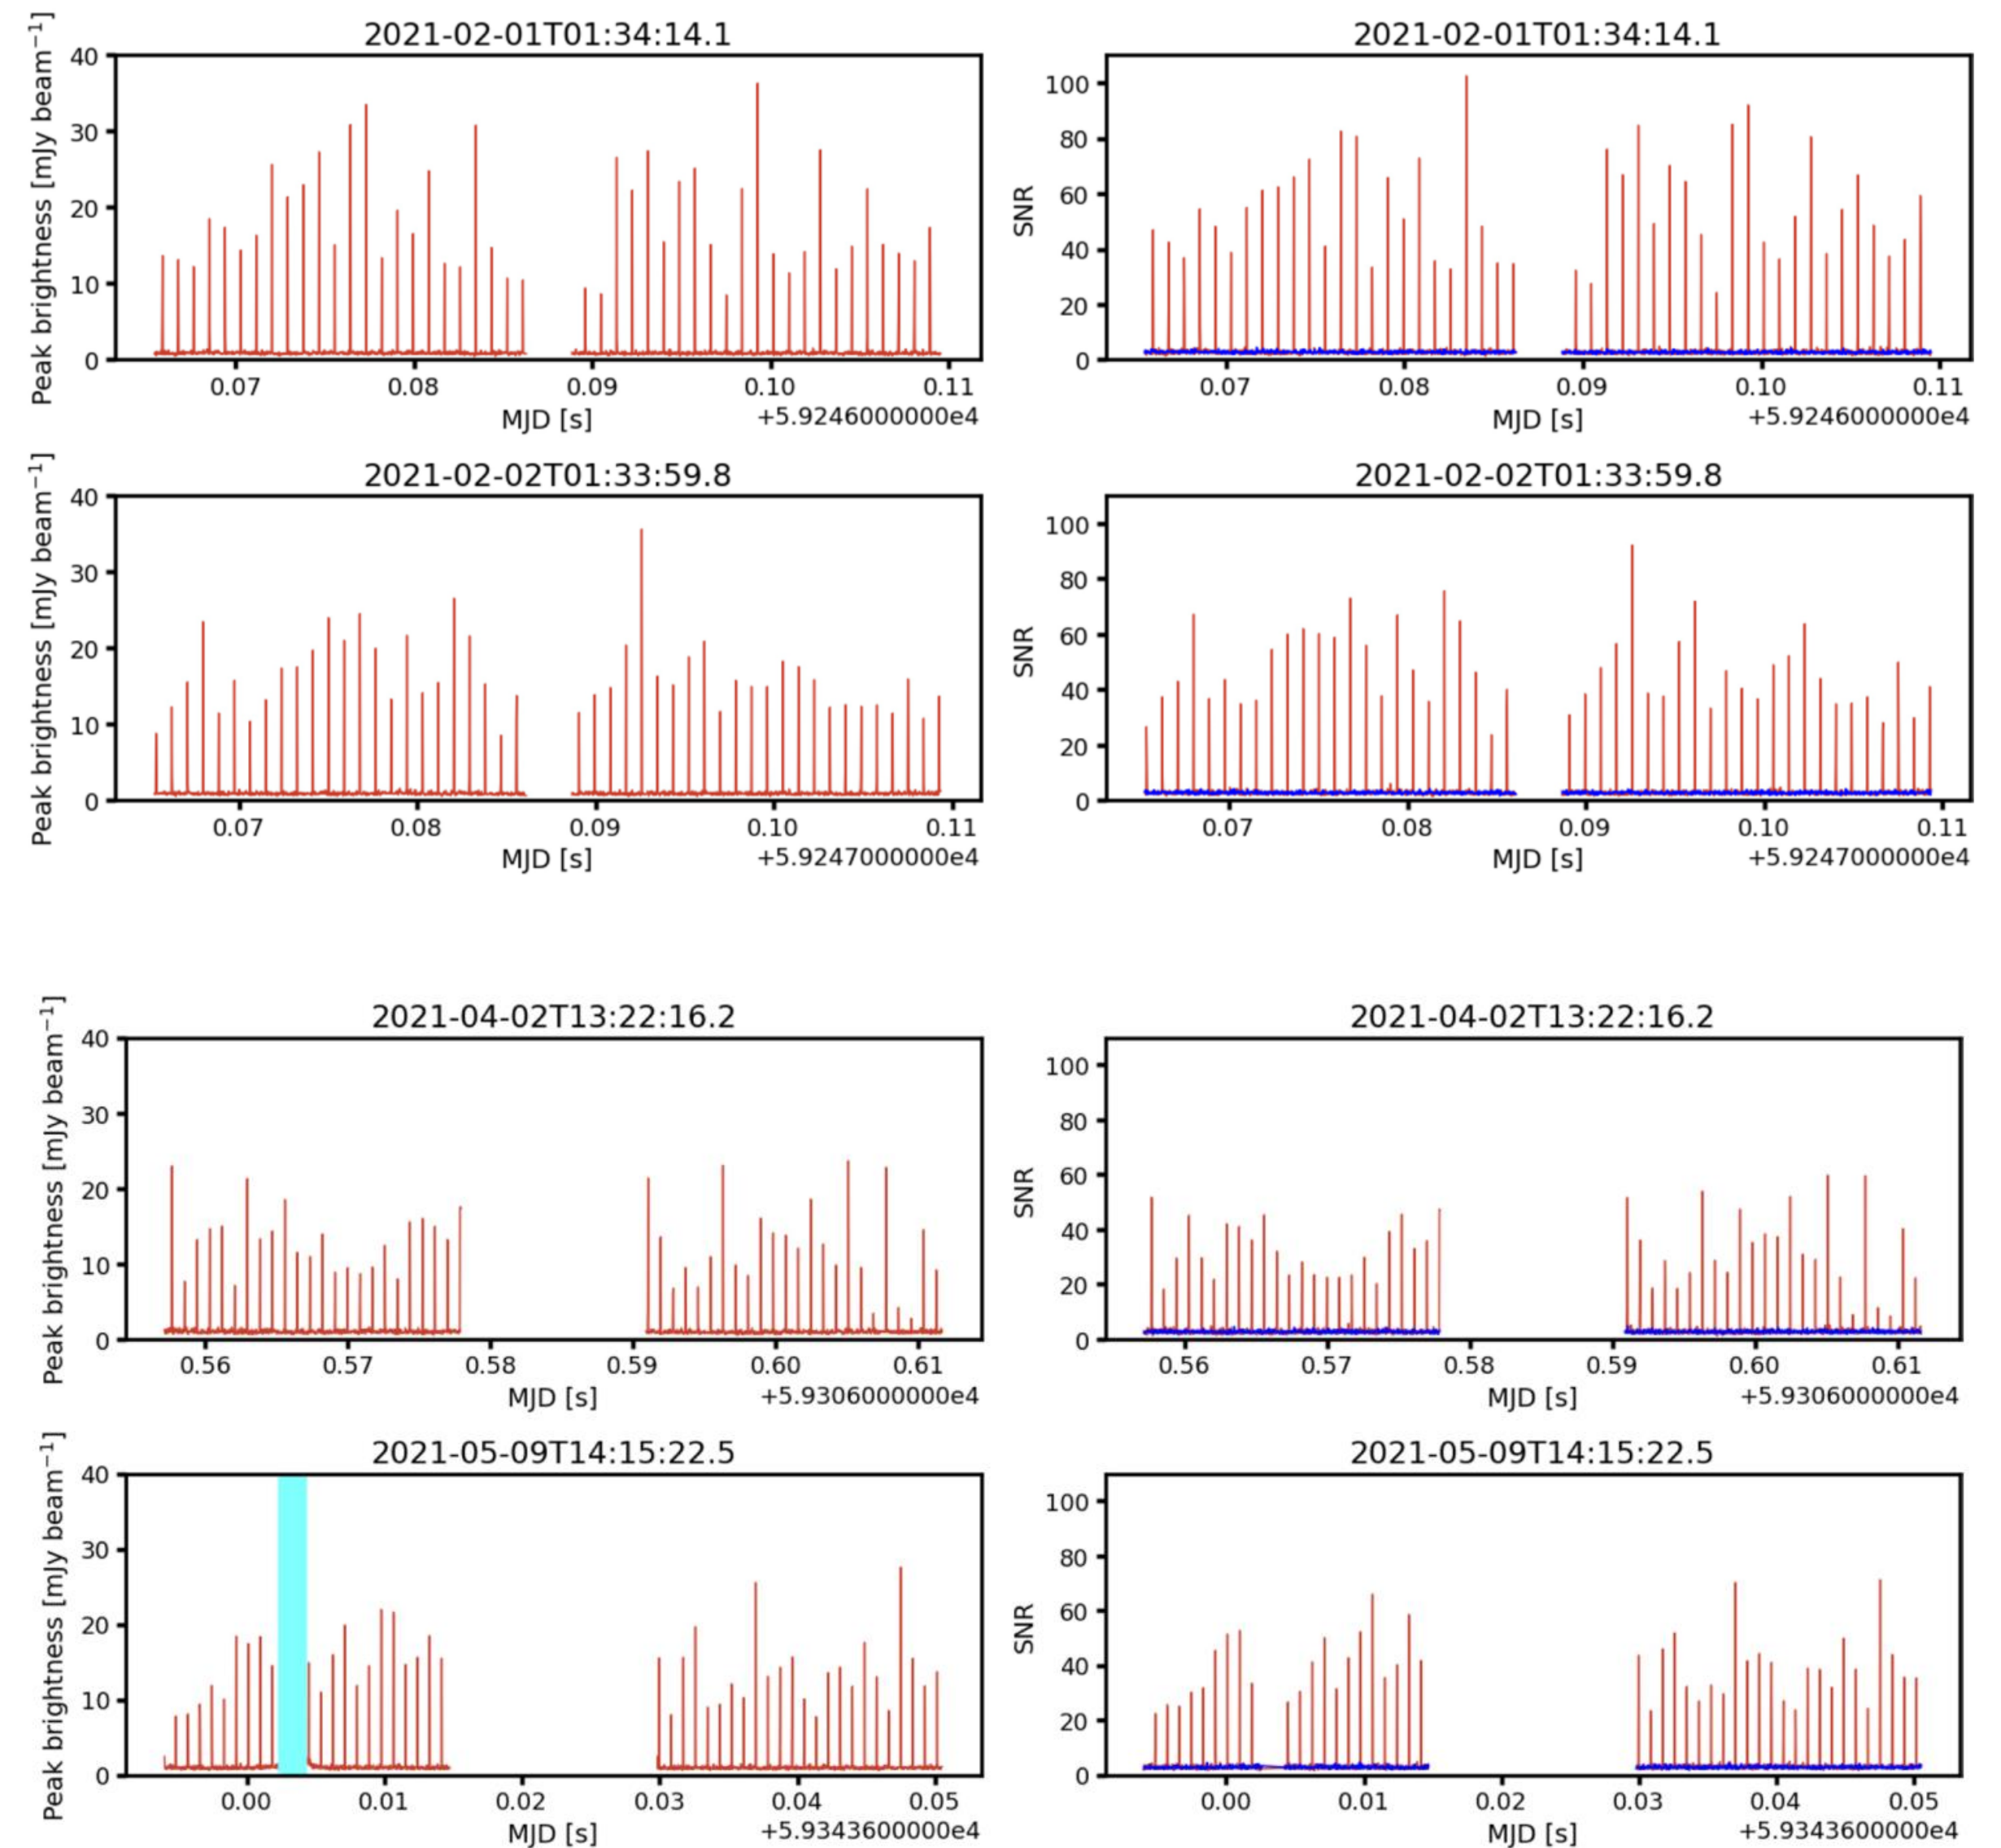 2021-02-01T01:34:14.1
Peak brightness [mJy beam⁻¹]
40
30
20
10
0
0.07 0.08 0.09 0.10 0.11
MJD [s] +5.9246000000e4
2021-02-01T01:34:14.1
SNR
100
80
60
40
20
0
0.07 0.08 0.09 0.10 0.11
MJD [s] +5.9246000000e4
2021-02-02T01:33:59.8
Peak brightness [mJy beam⁻¹]
40
30
20
10
0
0.07 0.08 0.09 0.10 0.11
MJD [s] +5.9247000000e4
2021-02-02T01:33:59.8
SNR
100
80
60
40
20
0
0.07 0.08 0.09 0.10 0.11
MJD [s] +5.9247000000e4
2021-04-02T13:22:16.2
Peak brightness [mJy beam⁻¹]
40
30
20
10
0
0.56 0.57 0.58 0.59 0.60 0.61
MJD [s] +5.9306000000e4
2021-04-02T13:22:16.2
SNR
100
80
60
40
20
0
0.56 0.57 0.58 0.59 0.60 0.61
MJD [s] +5.9306000000e4
2021-05-09T14:15:22.5
Peak brightness [mJy beam⁻¹]
40
30
20
10
0
0.00 0.01 0.02 0.03 0.04 0.05
MJD [s] +5.9343600000e4
2021-05-09T14:15:22.5
SNR
100
80
60
40
20
0
0.00 0.01 0.02 0.03 0.04 0.05
MJD [s] +5.9343600000e4